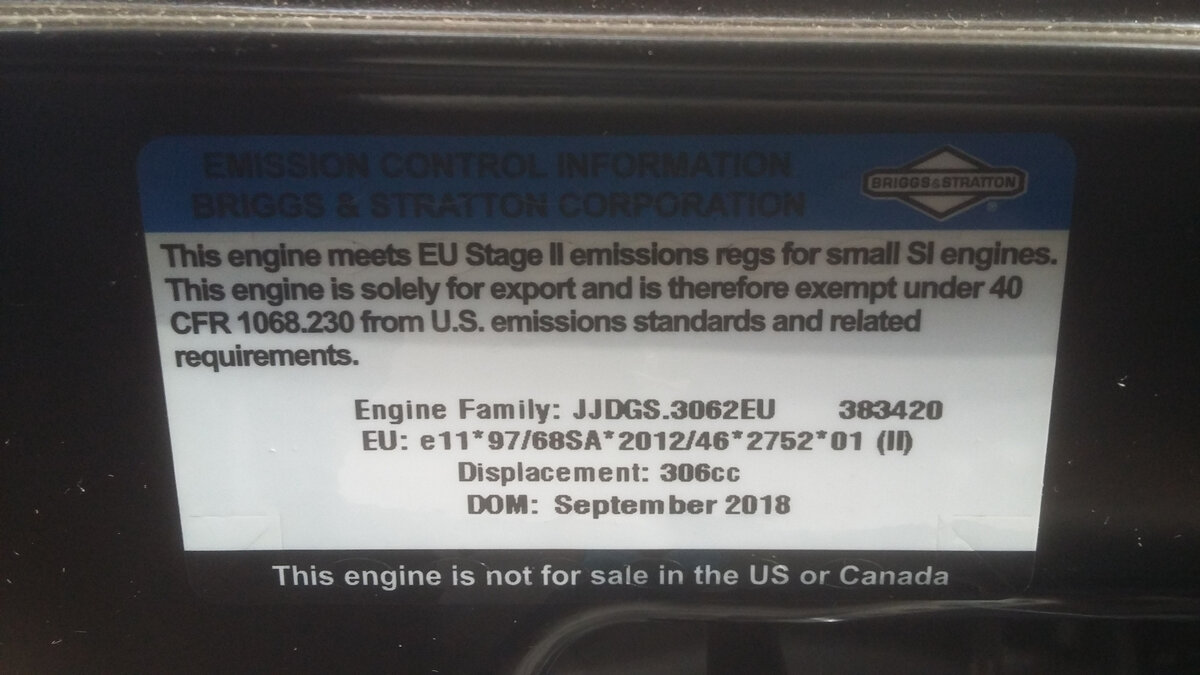 EMISSION CONTROL INFORMATION
BRIGGS & STRATTON CORPORATION
BRIGGS&STRATTON
®
This engine meets EU Stage II emissions regs for small SI engines.
This engine is solely for export and is therefore exempt under 40
CFR 1068.230 from U.S. emissions standards and related
requirements.
Engine Family: JJDGS.3062EU 383420
EU: e11*97/68SA*2012/46*2752*01 (II)
Displacement: 306cc
DOM: September 2018
This engine is not for sale in the US or Canada